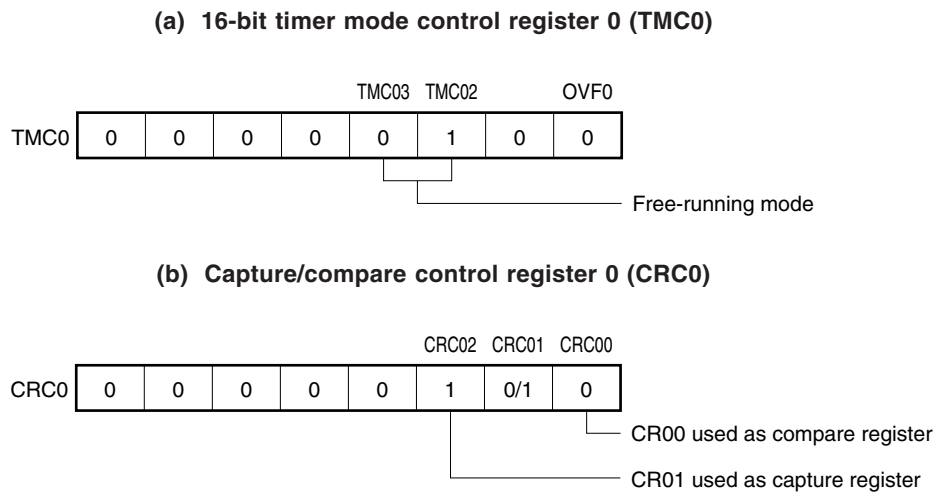 (a) 16-bit timer mode control register 0 (TMC0)
TMC03 TMC02 OVF0
TMC0 0 0 0 0 0 1 0 0
Free-running mode
(b) Capture/compare control register 0 (CRC0)
CRC02 CRC01 CRC00
CRC0 0 0 0 0 0 1 0/1 0
CR00 used as compare register
CR01 used as capture register